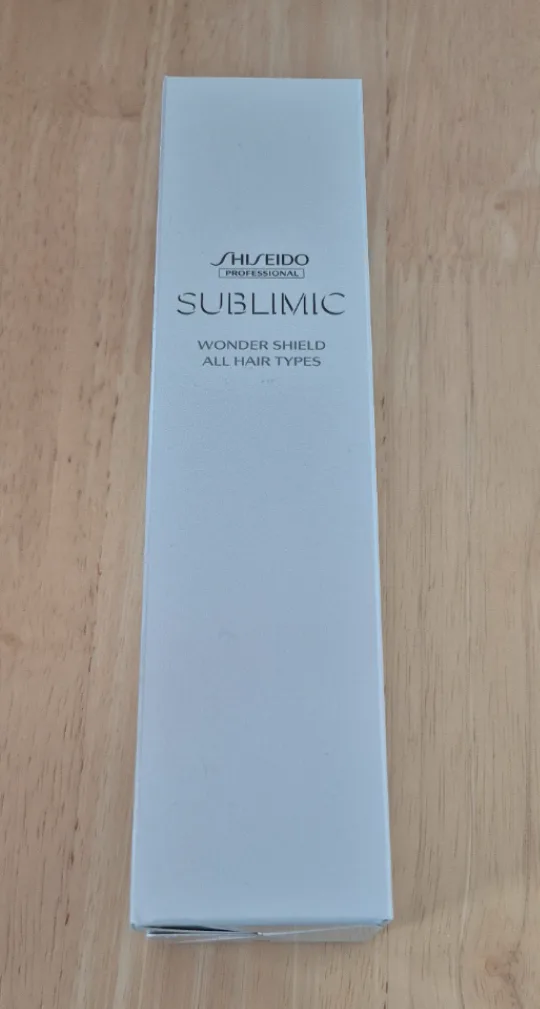 SHISEIDO
PROFESSIONAL
SUBLIMIC
WONDER SHIELD
ALL HAIR TYPES